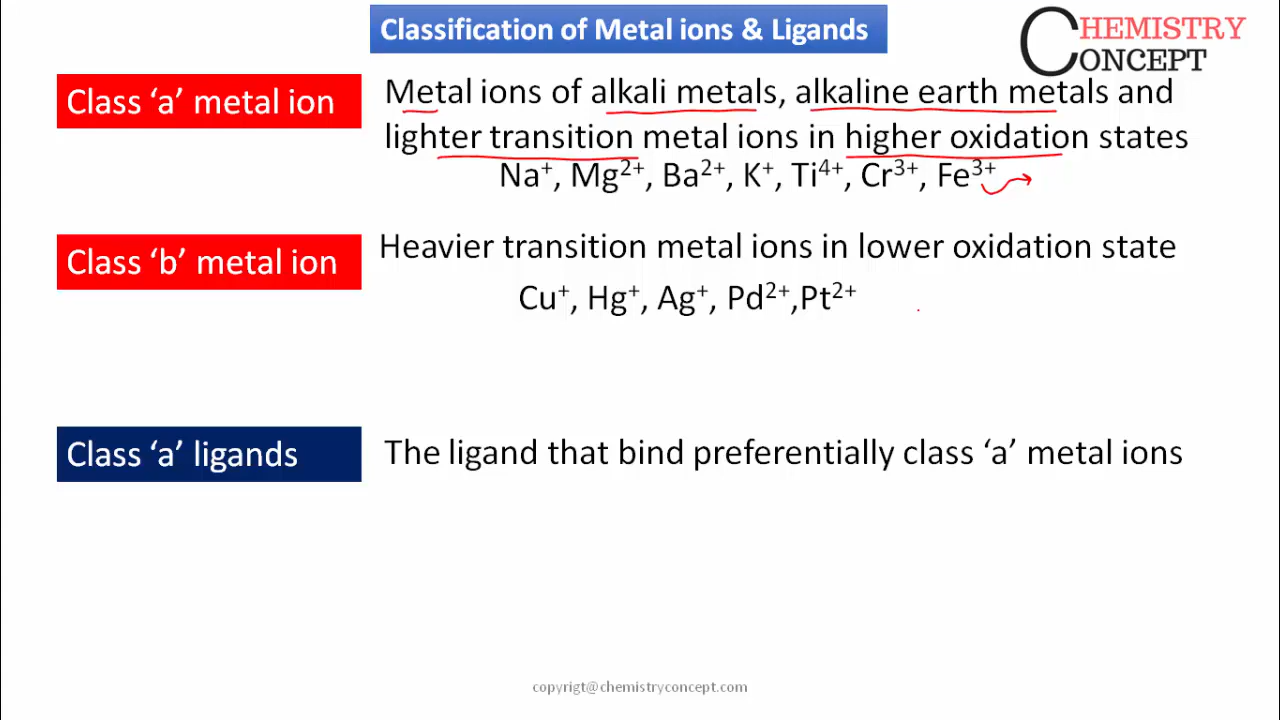 Classification of Metal ions & Ligands
CHEMISTRY
CONCEPT
Class ‘a’ metal ion
Metal ions of alkali metals, alkaline earth metals and
lighter transition metal ions in higher oxidation states
Na⁺, Mg²⁺, Ba²⁺, K⁺, Ti⁴⁺, Cr³⁺, Fe³⁺
Class ‘b’ metal ion
Heavier transition metal ions in lower oxidation state
Cu⁺, Hg⁺, Ag⁺, Pd²⁺,Pt²⁺
Class ‘a’ ligands
The ligand that bind preferentially class ‘a’ metal ions
copyrigt@chemistryconcept.com